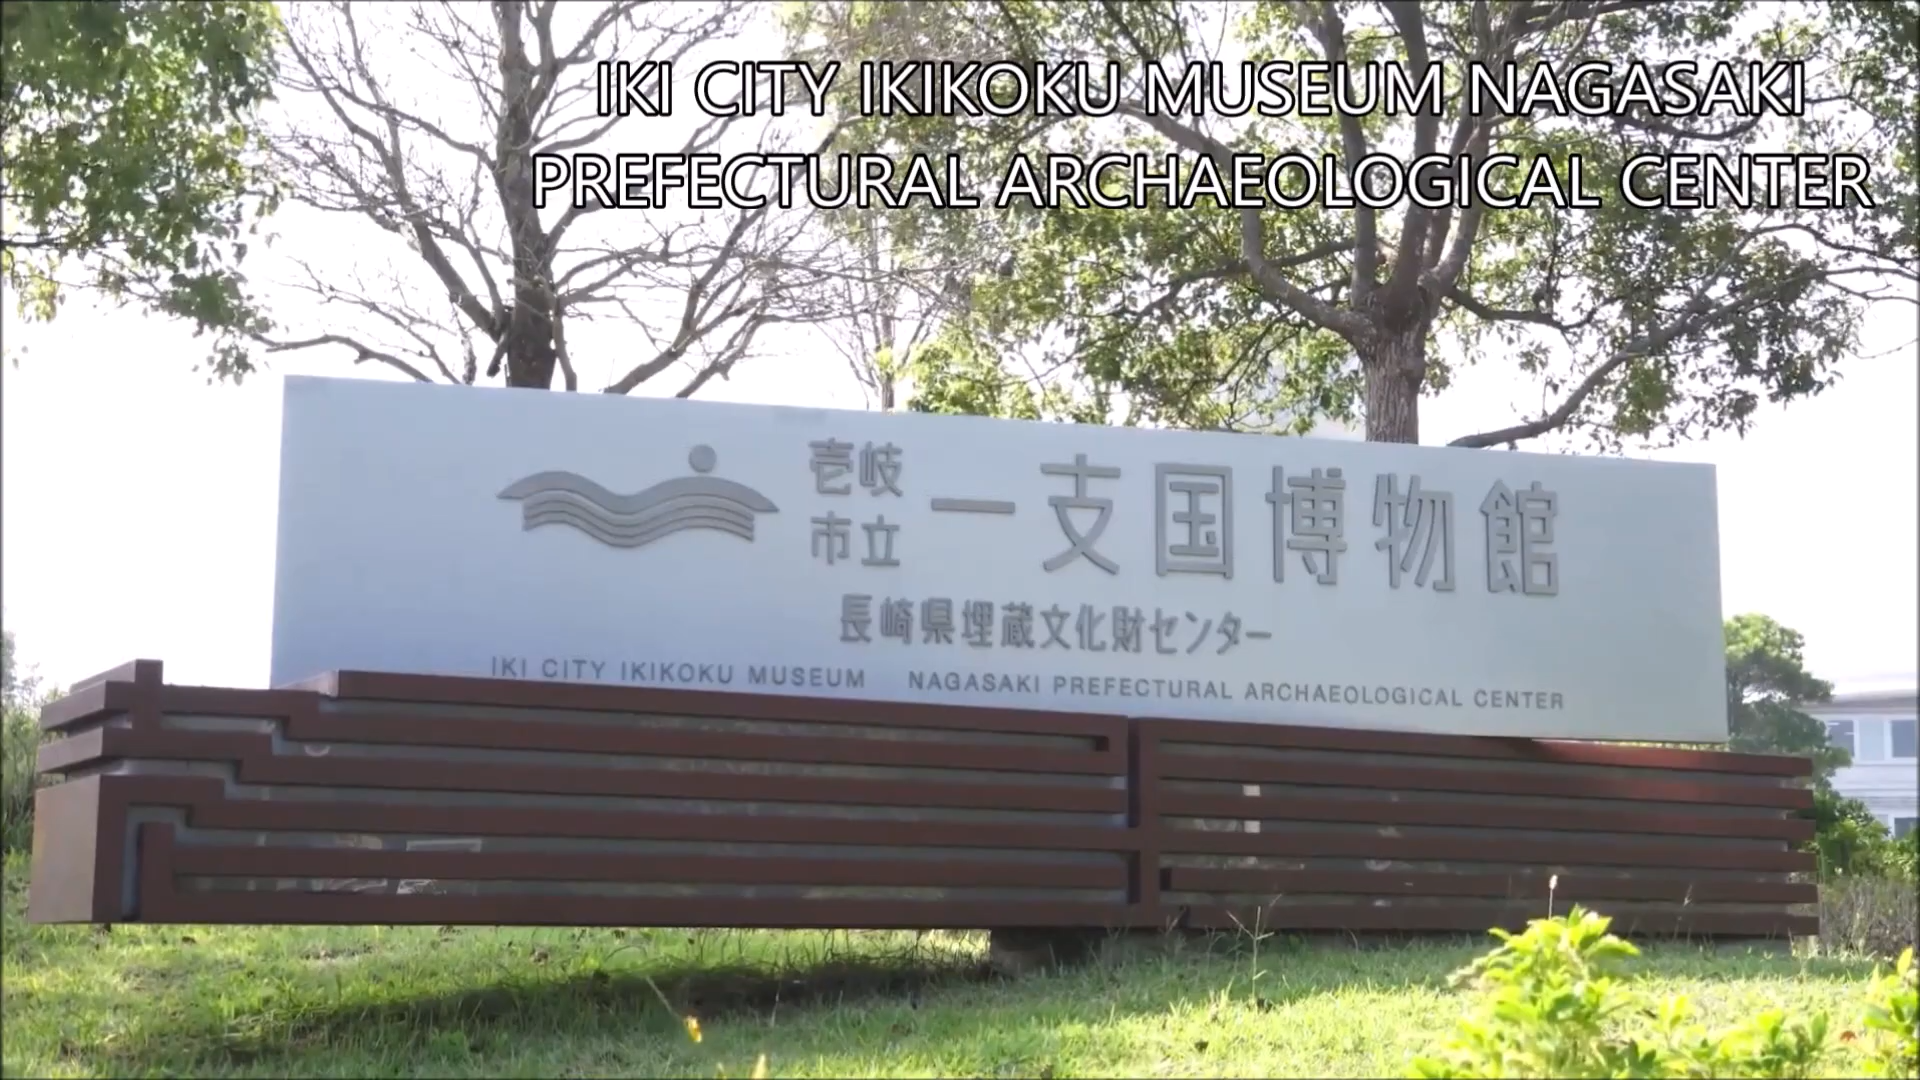 IKI CITY IKIKOKU MUSEUM NAGASAKI
PREFECTURAL ARCHAEOLOGICAL CENTER
壱岐
市立
一支国博物館
長崎県埋蔵文化財センター
IKI CITY IKIKOKU MUSEUM NAGASAKI PREFECTURAL ARCHAEOLOGICAL CENTER